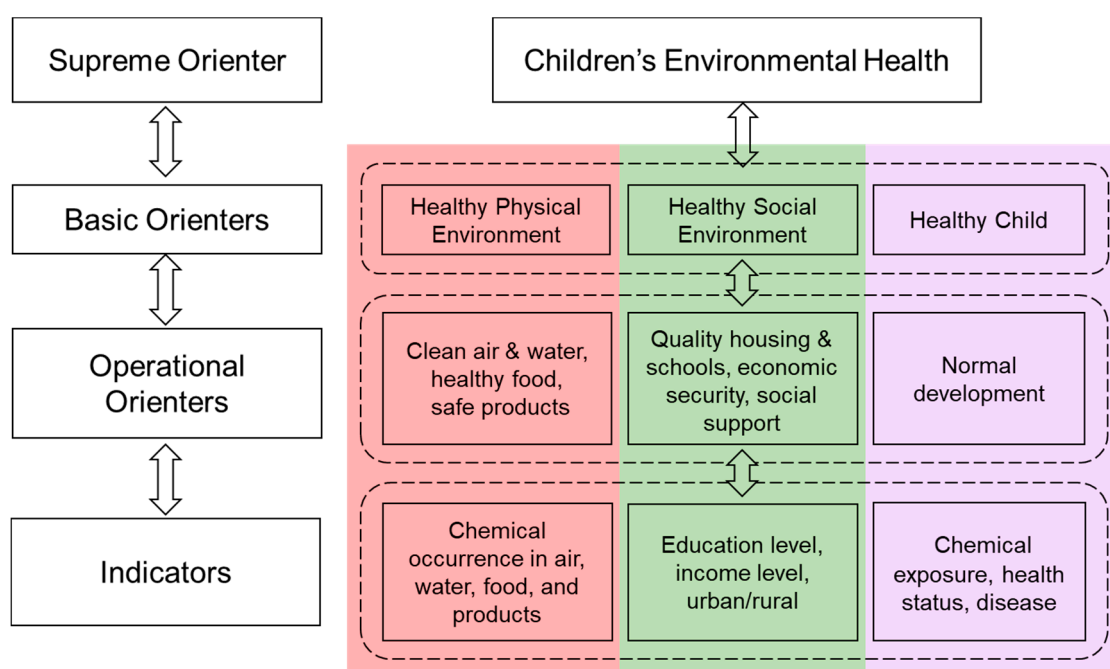 Supreme Orienter
Children’s Environmental Health
Basic Orienters
Healthy Physical
Environment
Healthy Social
Environment
Healthy Child
Operational
Orienters
Clean air & water,
healthy food,
safe products
Quality housing &
schools, economic
security, social
support
Normal
development
Indicators
Chemical
occurrence in air,
water, food, and
products
Education level,
income level,
urban/rural
Chemical
exposure, health
status, disease